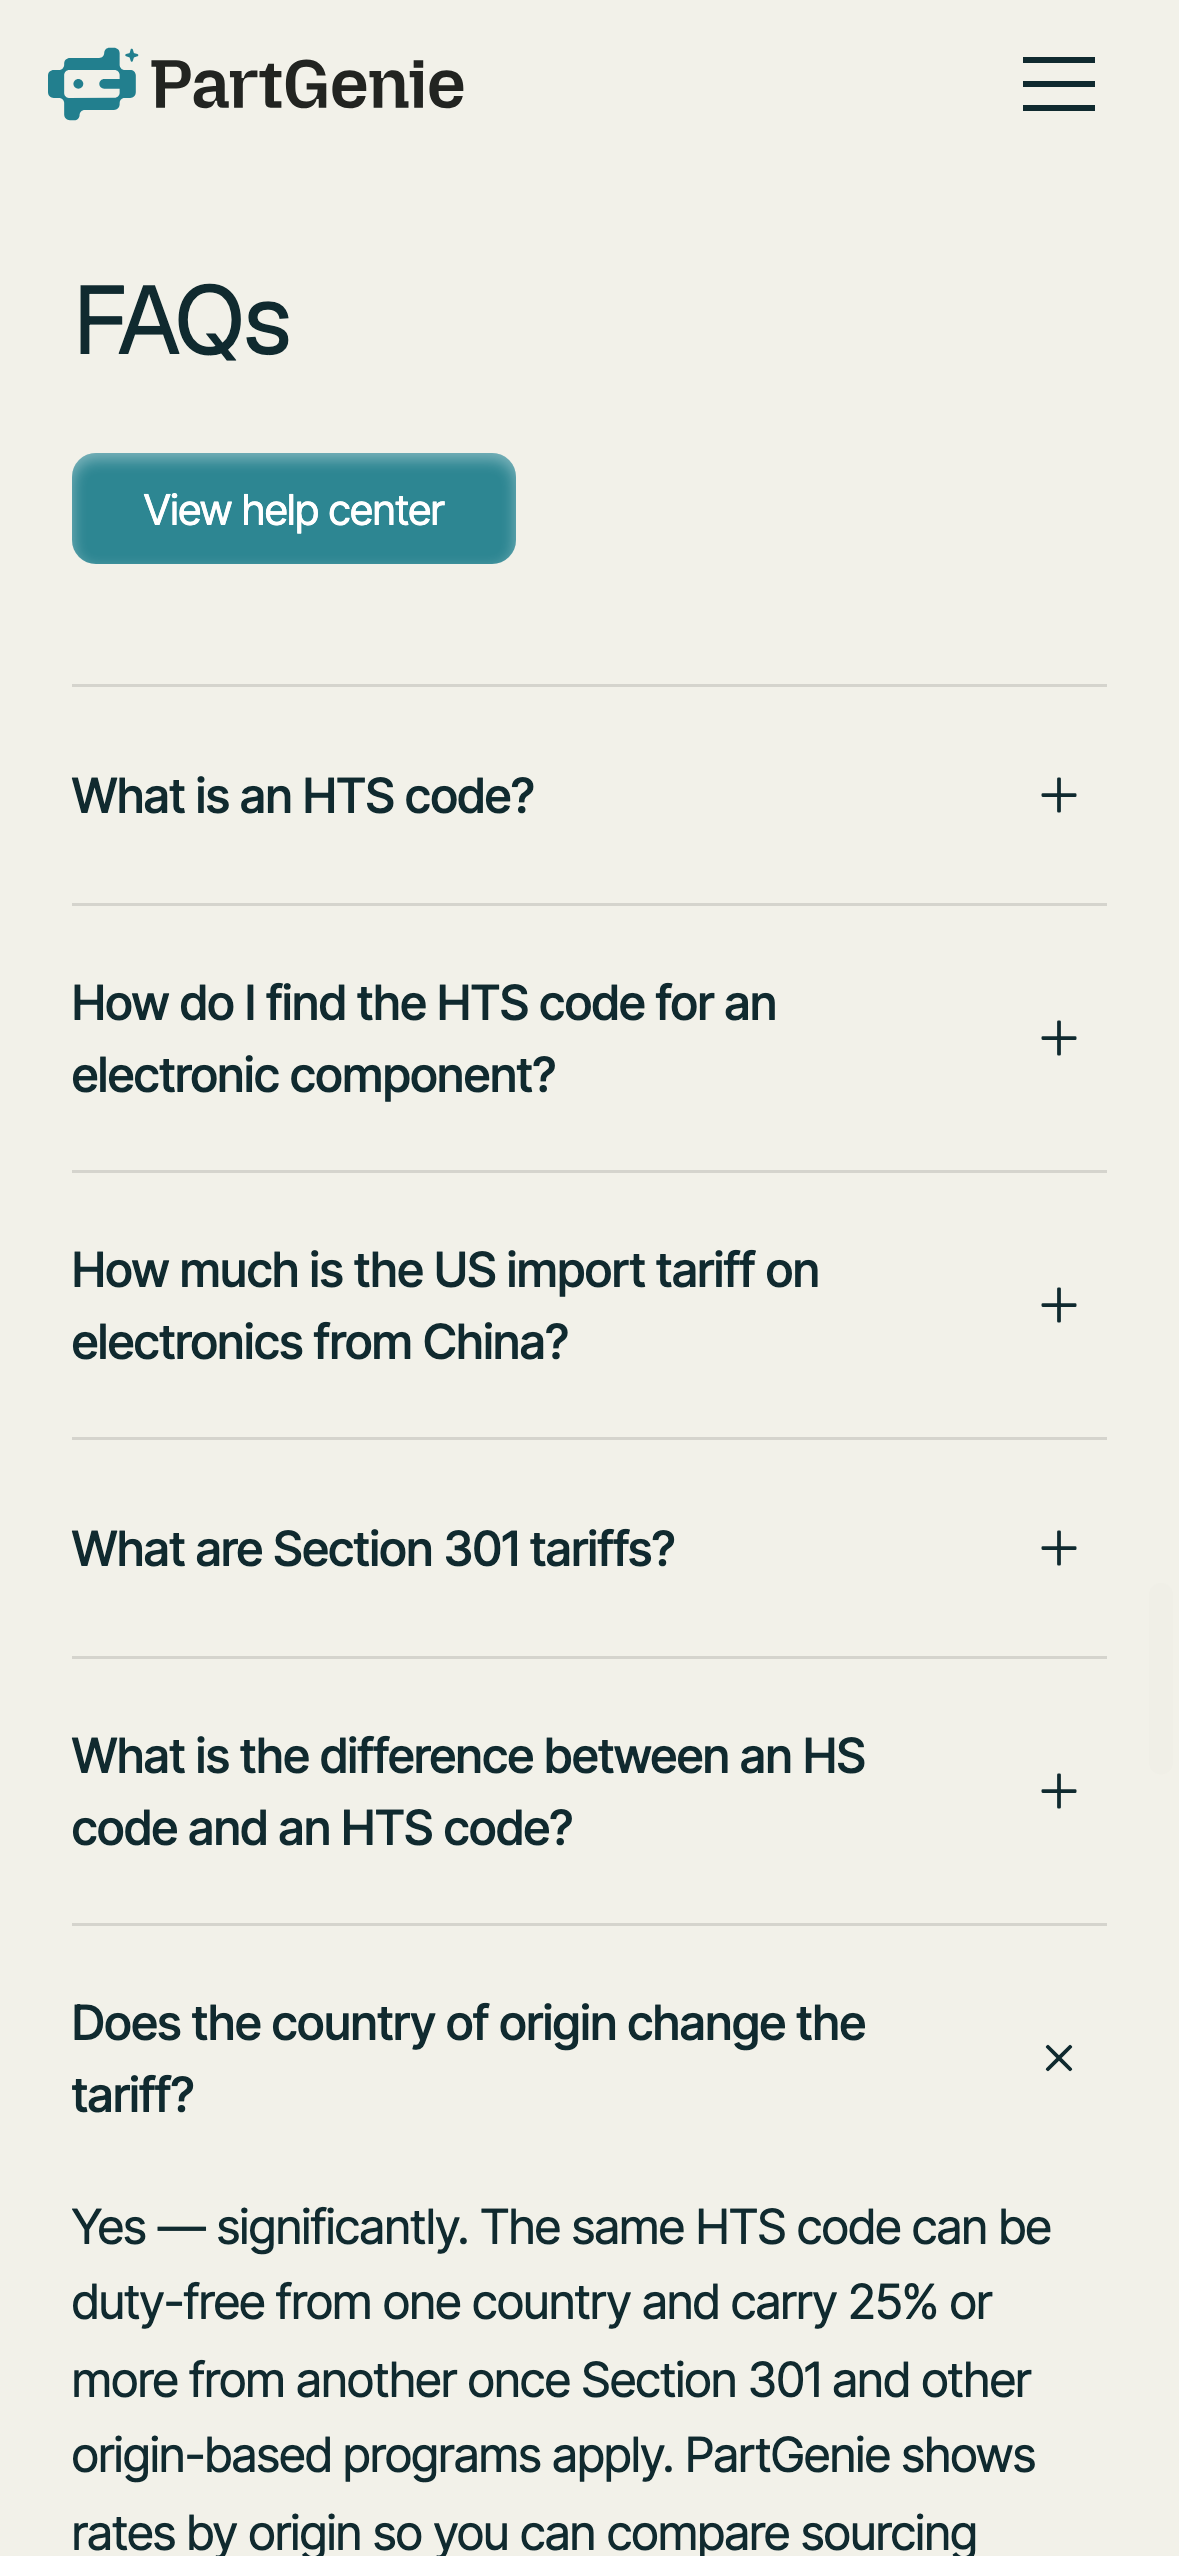 PartGenie
FAQs
View help center
What is an HTS code?
How do I find the HTS code for an
electronic component?
How much is the US import tariff on
electronics from China?
What are Section 301 tariffs?
What is the difference between an HS
code and an HTS code?
Does the country of origin change the
tariff?
Yes — significantly. The same HTS code can be
duty-free from one country and carry 25% or
more from another once Section 301 and other
origin-based programs apply. PartGenie shows
rates by origin so you can compare sourcing